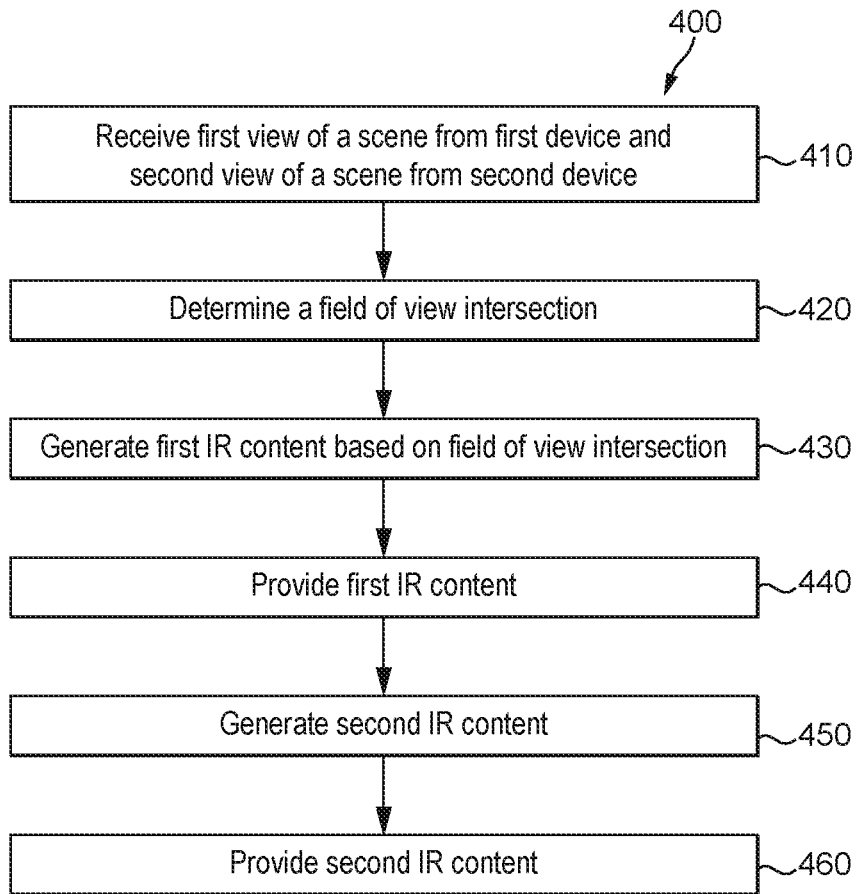 400
Receive first view of a scene from first device and
second view of a scene from second device
410
Determine a field of view intersection
420
Generate first IR content based on field of view intersection
430
Provide first IR content
440
Generate second IR content
450
Provide second IR content
460